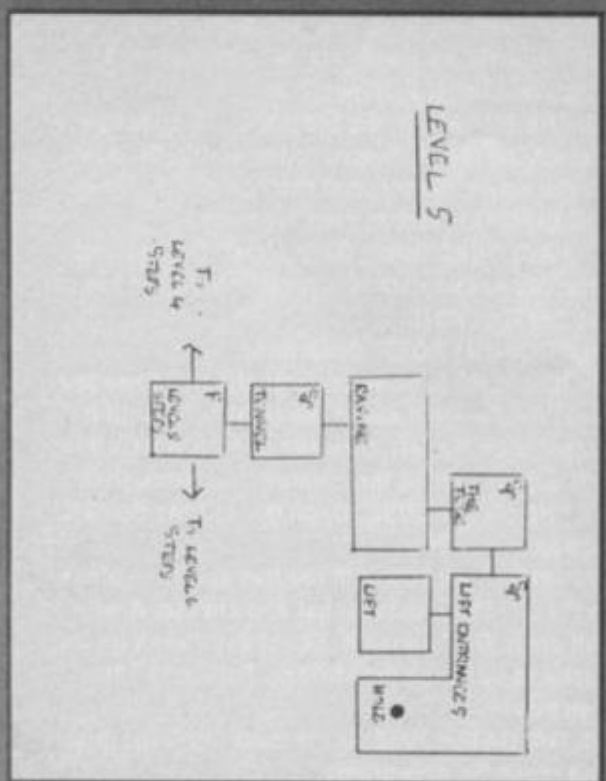 LEVEL 5
To
LEVEL 4
STEPS
LEVEL 5
STEPS
To LEVEL 6
STEPS
TUNNEL
RAVINE
LIFT
LIFT ENTRANCE 5
HOLE